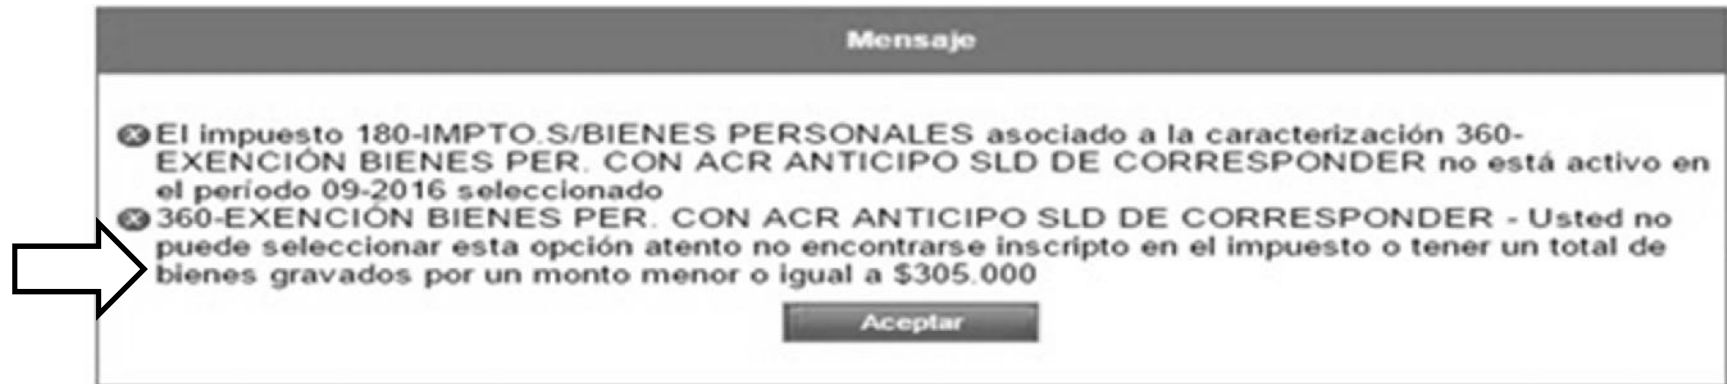 Mensaje
El impuesto 180-IMPTO.S/BIENES PERSONALES asociado a la caracterización 360-
EXENCIÓN BIENES PER. CON ACR ANTICIPO SLD DE CORRESPONDER no está activo en
el período 09-2016 seleccionado
360-EXENCIÓN BIENES PER. CON ACR ANTICIPO SLD DE CORRESPONDER - Usted no
puede seleccionar esta opción atento no encontrarse inscripto en el impuesto o tener un total de
bienes gravados por un monto menor o igual a $305.000
Aceptar